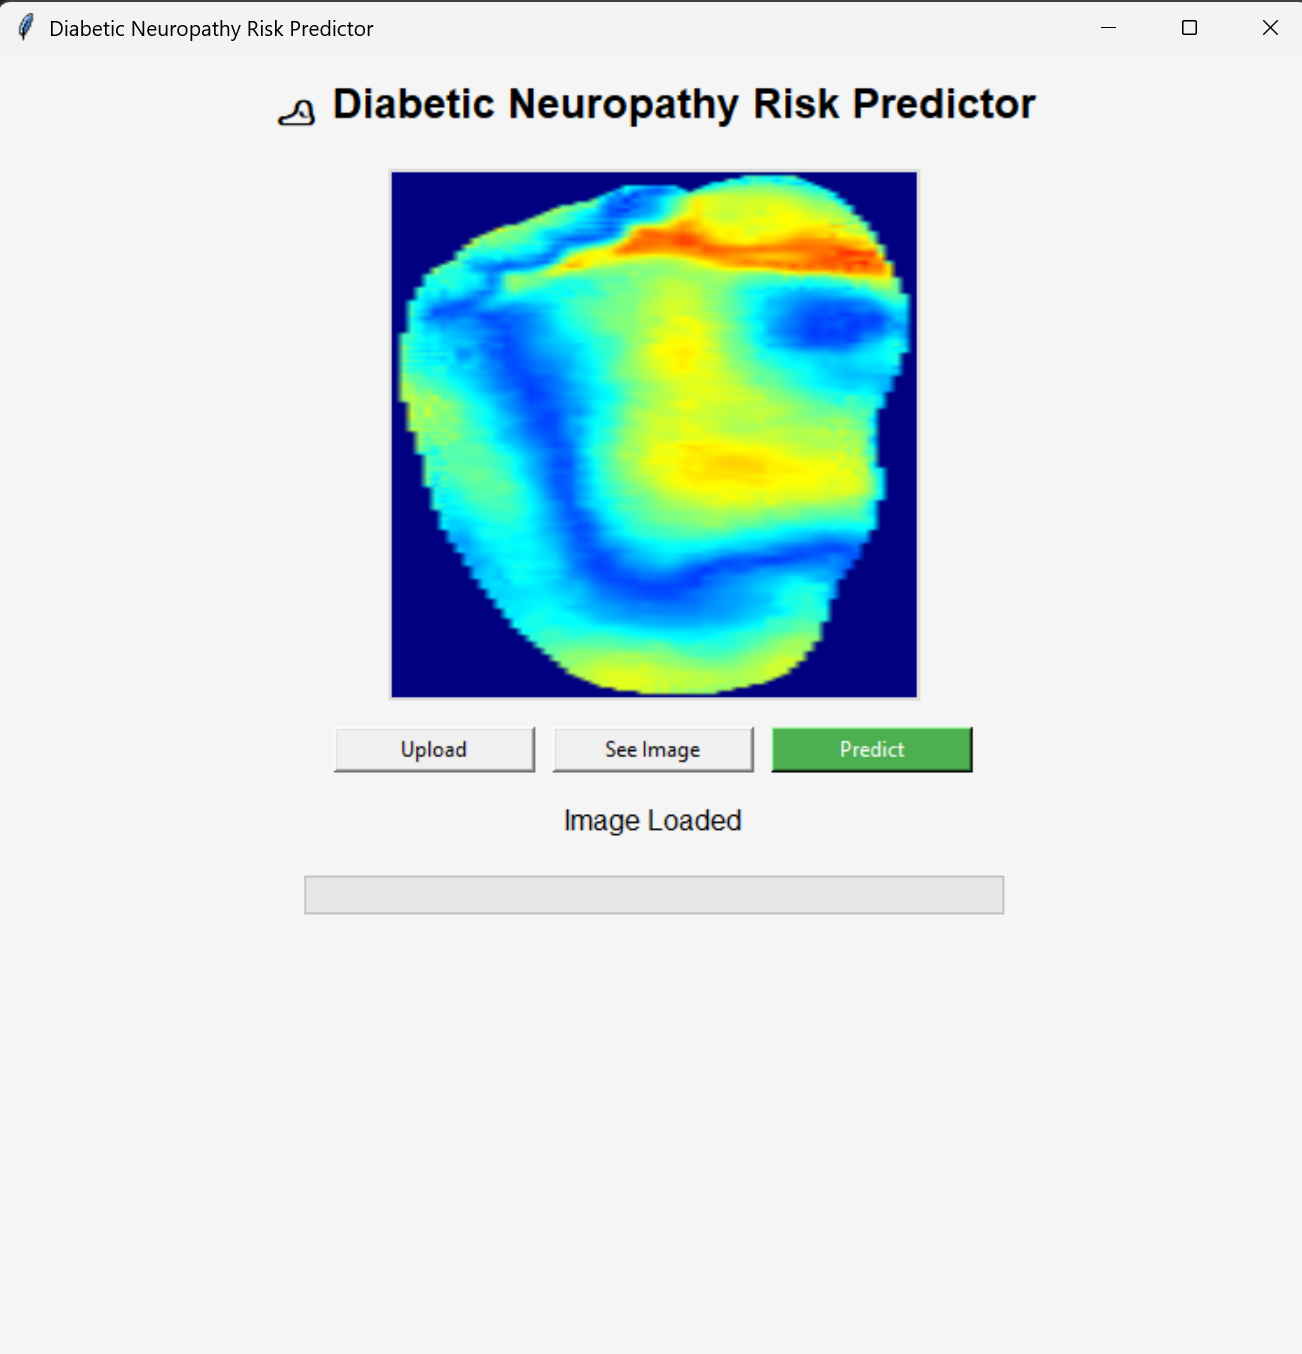 Diabetic Neuropathy Risk Predictor
Diabetic Neuropathy Risk Predictor
Upload
See Image
Predict
Image Loaded